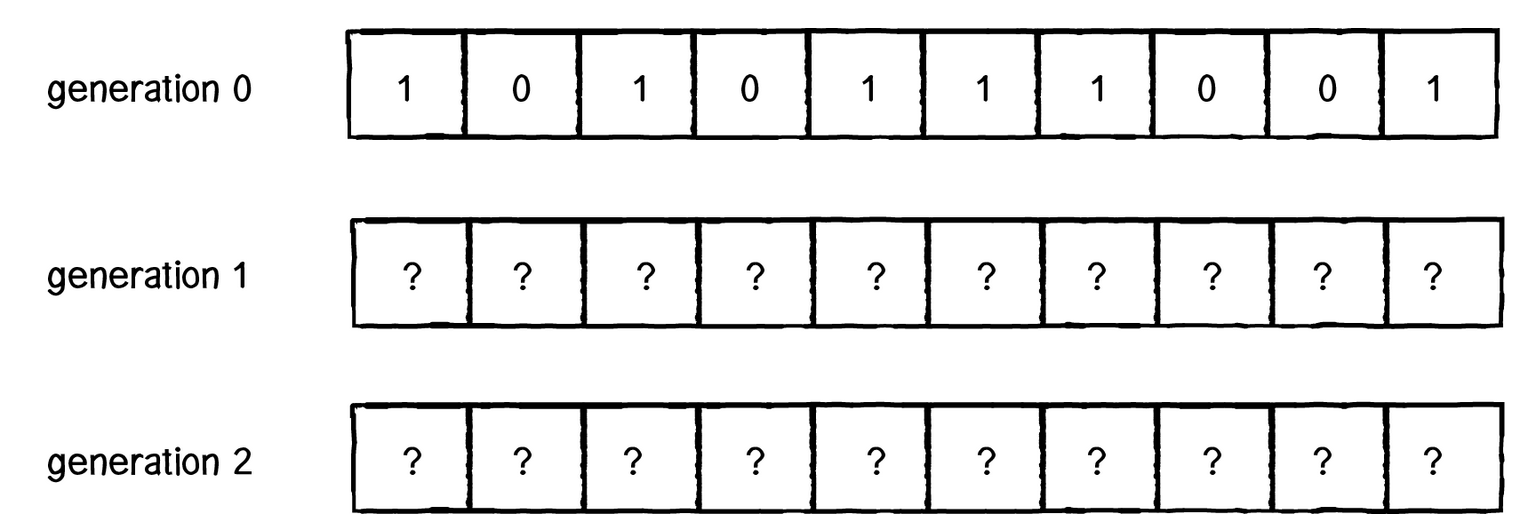 generation 0 1 0 1 0 1 1 1 0 0 1
generation 1 ? ? ? ? ? ? ? ? ? ?
generation 2 ? ? ? ? ? ? ? ? ? ?